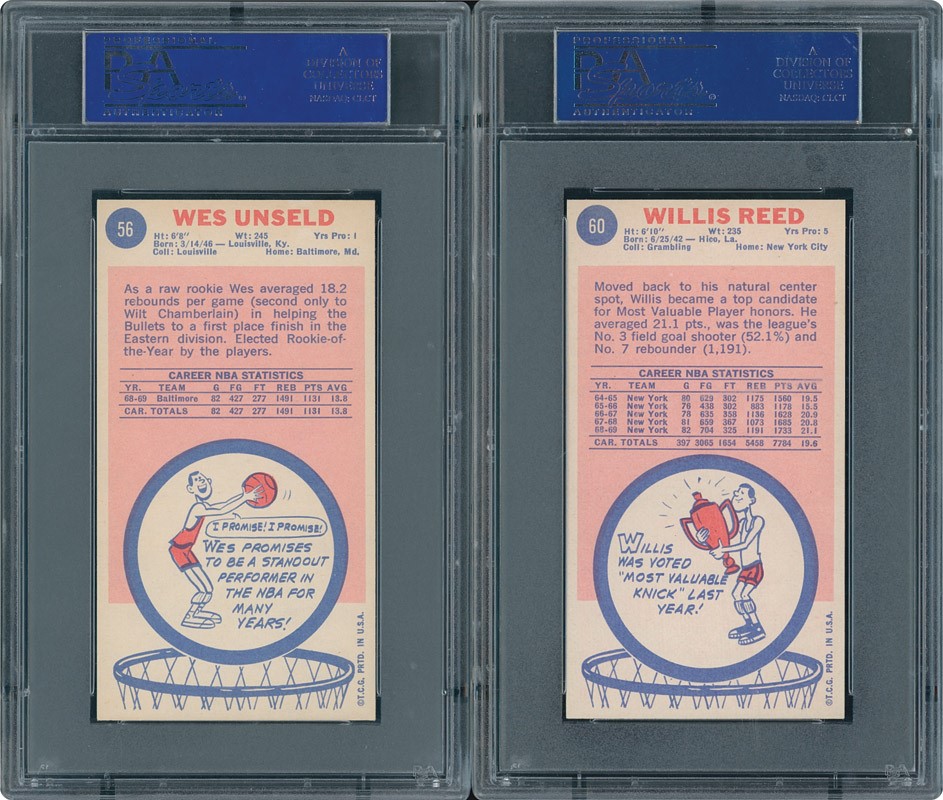 PROFESSIONAL
PSA
Sports
AUTHENTICATOR
A
DIVISION OF
COLLECTORS
UNIVERSE
NASDAQ: CLCT
56
WES UNSELD
Ht: 6'8" Wt: 245 Yrs Pro: 1
Born: 3/14/46 — Louisville, Ky.
Coll: Louisville Home: Baltimore, Md.
As a raw rookie Wes averaged 18.2
rebounds per game (second only to
Wilt Chamberlain) in helping the
Bullets to a first place finish in the
Eastern division. Elected Rookie-of-
the-Year by the players.
CAREER NBA STATISTICS
YR. TEAM G FG FT REB PTS AVG
68-69 Baltimore 82 427 277 1491 1131 13.8
CAR. TOTALS 82 427 277 1491 1131 13.8
I PROMISE! I PROMISE!
WES PROMISES
TO BE A STANDOUT
PERFORMER IN
THE NBA FOR
MANY
YEARS!
©T.C.G. PRTD. IN U.S.A.
PROFESSIONAL
PSA
Sports
AUTHENTICATOR
A
DIVISION OF
COLLECTORS
UNIVERSE
NASDAQ: CLCT
60
WILLIS REED
Ht: 6'10" Wt: 235 Yrs Pro: 5
Born: 6/25/42 — Hico, La.
Coll: Grambling Home: New York City
Moved back to his natural center
spot, Willis became a top candidate
for Most Valuable Player honors. He
averaged 21.1 pts., was the league's
No. 3 field goal shooter (52.1%) and
No. 7 rebounder (1,191).
CAREER NBA STATISTICS
YR. TEAM G FG FT REB PTS AVG
64-65 New York 80 629 302 1175 1560 19.5
65-66 New York 76 438 302 883 1178 15.5
66-67 New York 78 635 358 1136 1628 20.9
67-68 New York 81 659 367 1073 1685 20.8
68-69 New York 82 704 325 1191 1733 21.1
CAR. TOTALS 397 3065 1654 5458 7784 19.6
WILLIS
WAS VOTED
"MOST VALUABLE
KNICK" LAST
YEAR!
©T.C.G. PRTD. IN U.S.A.